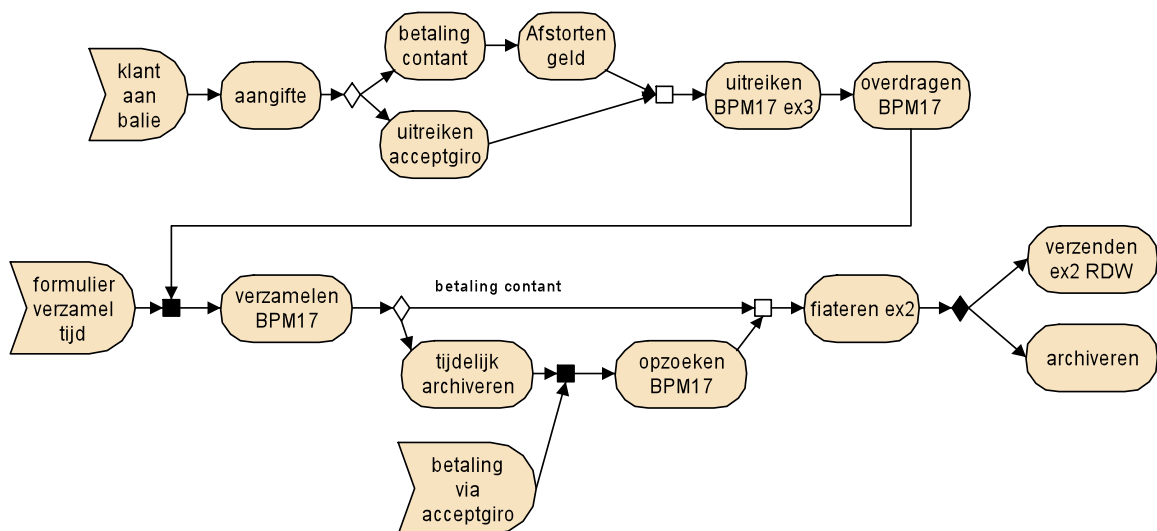 klant
aan
balie
aangifte
betaling
contant
Afstorten
geld
uitreiken
acceptgiro
uitreiken
BPM17 ex3
overdragen
BPM17
formulier
verzamel
tijd
verzamelen
BPM17
betaling contant
tijdelijk
archiveren
opzoeken
BPM17
fiateren ex2
verzenden
ex2 RDW
archiveren
betaling
via
acceptgiro